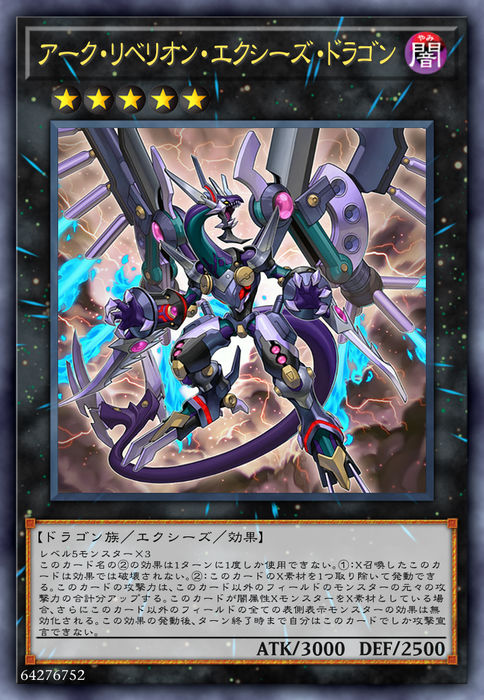 アーク・リベリオン・エクシーズ・ドラゴン
やみ
闇
【ドラゴン族／エクシーズ／効果】
レベル5モンスター×3
このカード名の②の効果は1ターンに1度しか使用できない。①:X召喚したこのカ
ードは効果では破壊されない。②:このカードのX素材を1つ取り除いて発動でき
る。このカードの攻撃力は、このカード以外のフィールドのモンスターの元々の攻撃
力の合計分アップする。このカードが闇属性XモンスターをX素材としている場
合、さらにこのカード以外のフィールドの全ての表側表示モンスターの効果は無
効化される。この効果の発動後、ターン終了時まで自分はこのカードでしか攻撃宣
言できない。
ATK/3000 DEF/2500
64276752